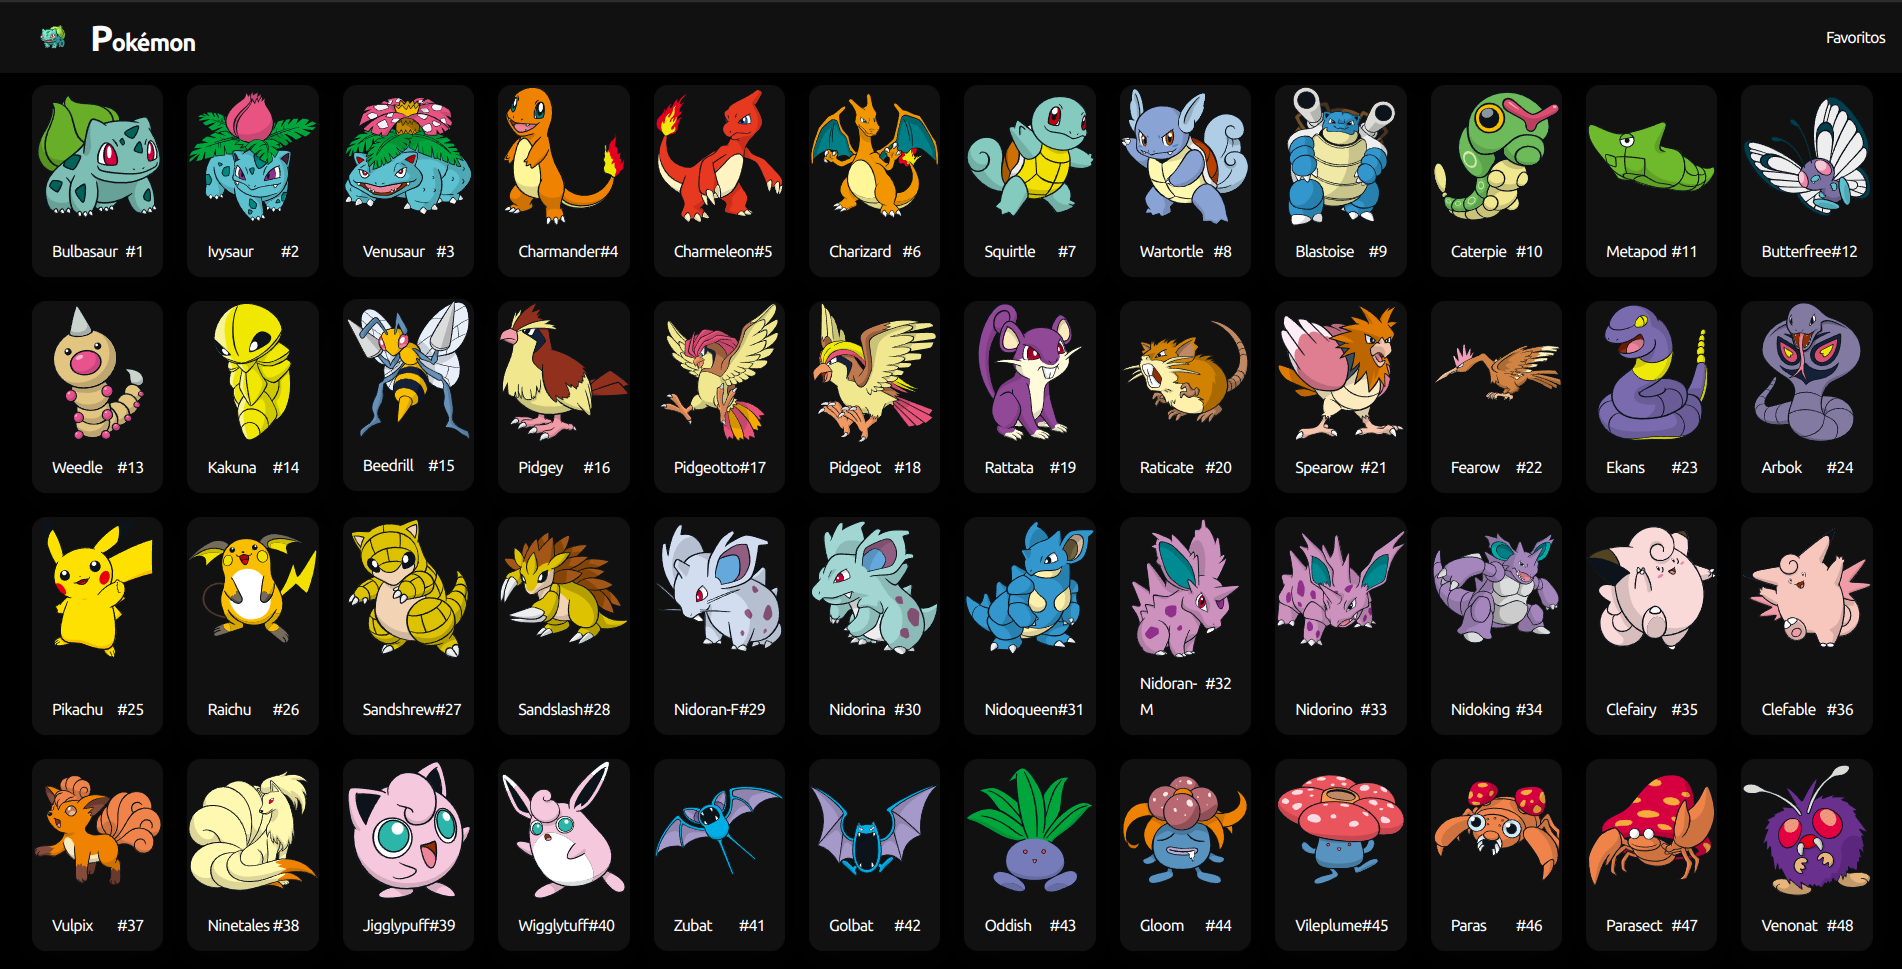 Pokémon
Favoritos
Bulbasaur #1
Ivysaur #2
Venusaur #3
Charmander#4
Charmeleon#5
Charizard #6
Squirtle #7
Wartortle #8
Blastoise #9
Caterpie #10
Metapod #11
Butterfree#12
Weedle #13
Kakuna #14
Beedrill #15
Pidgey #16
Pidgeotto#17
Pidgeot #18
Rattata #19
Raticate #20
Spearow #21
Fearow #22
Ekans #23
Arbok #24
Pikachu #25
Raichu #26
Sandshrew#27
Sandslash#28
Nidoran-F#29
Nidorina #30
Nidoqueen#31
Nidoran- #32
M
Nidorino #33
Nidoking #34
Clefairy #35
Clefable #36
Vulpix #37
Ninetales #38
Jigglypuff#39
Wigglytuff#40
Zubat #41
Golbat #42
Oddish #43
Gloom #44
Vileplume#45
Paras #46
Parasect #47
Venonat #48